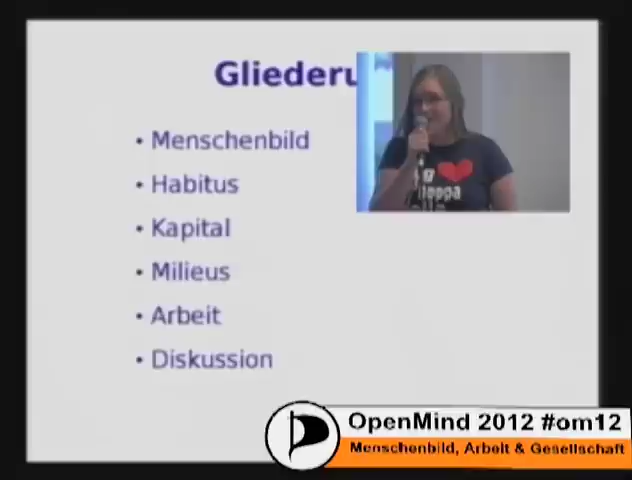 Gliederu
• Menschenbild
• Habitus
• Kapital
• Milieus
• Arbeit
• Diskussion
OpenMind 2012 #om12
Menschenbild, Arbeit & Gesellschaft